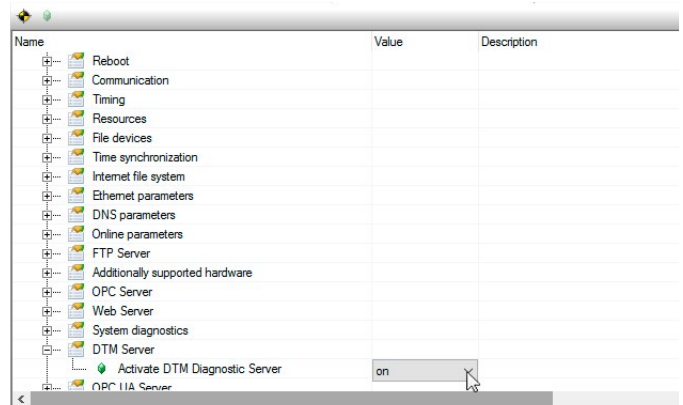 Name Value Description
Reboot
Communication
Timing
Resources
File devices
Time synchronization
Internet file system
Ethernet parameters
DNS parameters
Online parameters
FTP Server
Additionally supported hardware
OPC Server
Web Server
System diagnostics
DTM Server
Activate DTM Diagnostic Server on
OPC UA Server